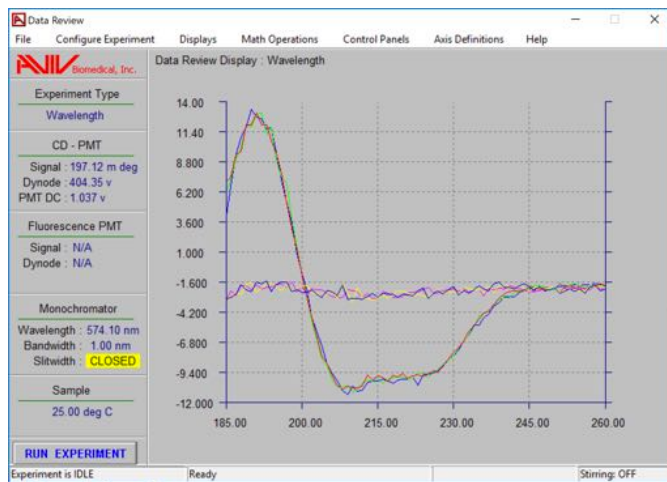 Data Review
File Configure Experiment Displays Math Operations Control Panels Axis Definitions Help
AVIV Biomedical, Inc.
Experiment Type
Wavelength
CD - PMT
Signal : 197.12 m deg
Dynode : 404.35 v
PMT DC : 1.037 v
Fluorescence PMT
Signal : N/A
Dynode : N/A
Monochromator
Wavelength : 574.10 nm
Bandwidth : 1.00 nm
Slitwidth : CLOSED
Sample
25.00 deg C
RUN EXPERIMENT
Data Review Display : Wavelength
14.00
11.40
8.800
6.200
3.600
1.000
-1.600
-4.200
-6.800
-9.400
-12.000
185.00 200.00 215.00 230.00 245.00 260.00
Experiment is IDLE Ready Stirring: OFF